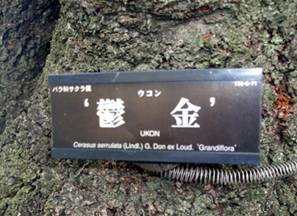 バラ科サクラ属
ウコン
‘鬱金’
UKON
Cerasus serrulata (Lindl.) G. Don ex Loud. ‘Grandiflora’